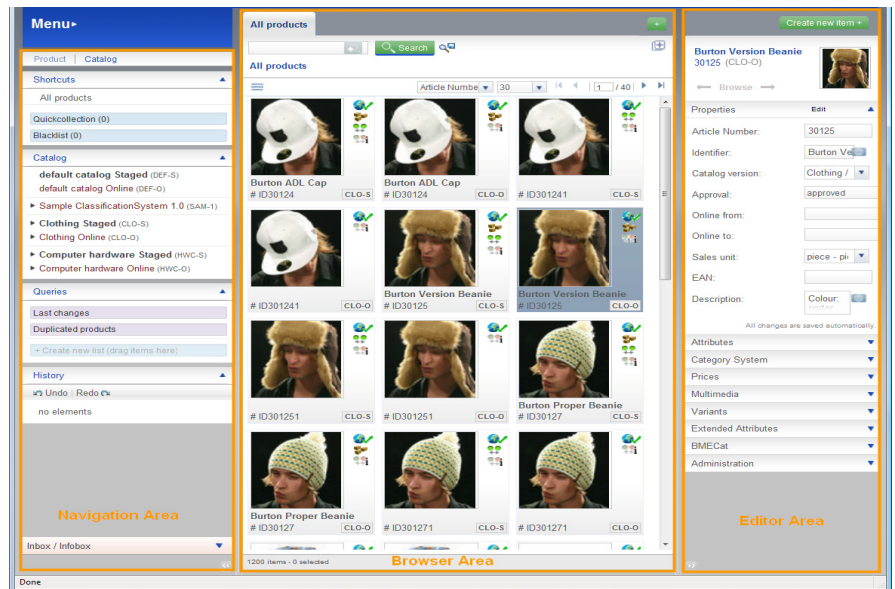 Menu
Product | Catalog
Shortcuts
All products
Quickcollection (0)
Blacklist (0)
Catalog
default catalog Staged (DEF-S)
default catalog Online (DEF-O)
Sample ClassificationSystem 1.0 (SAM-1)
Clothing Staged (CLO-S)
Clothing Online (CLO-O)
Computer hardware Staged (HWC-S)
Computer hardware Online (HWC-O)
Queries
Last changes
Duplicated products
+ Create new list (drag items here)
History
Undo | Redo
no elements
Navigation Area
Inbox / Infobox
All products
+
Search
All products
Article Numbe 30 1 / 40
Burton ADL Cap
# ID30124 CLO-S
Burton ADL Cap
# ID30124 CLO-O
# ID301241 CLO-S
# ID301241 CLO-O
Burton Version Beanie
# ID30125 CLO-S
Burton Version Beanie
# ID30125 CLO-O
# ID301251 CLO-S
# ID301251 CLO-O
Burton Proper Beanie
# ID30127 CLO-S
Burton Proper Beanie
# ID30127 CLO-O
# ID301271 CLO-S
# ID301271 CLO-O
1200 items - 0 selected
Browser Area
Create new item +
Burton Version Beanie
30125 (CLO-O)
Browse
Properties Edit
Article Number: 30125
Identifier: Burton Ve
Catalog version: Clothing /
Approval: approved
Online from:
Online to:
Sales unit: piece - pi
EAN:
Description: Colour:
All changes are saved automatically.
Attributes
Category System
Prices
Multimedia
Variants
Extended Attributes
BMECat
Administration
Editor Area
Done